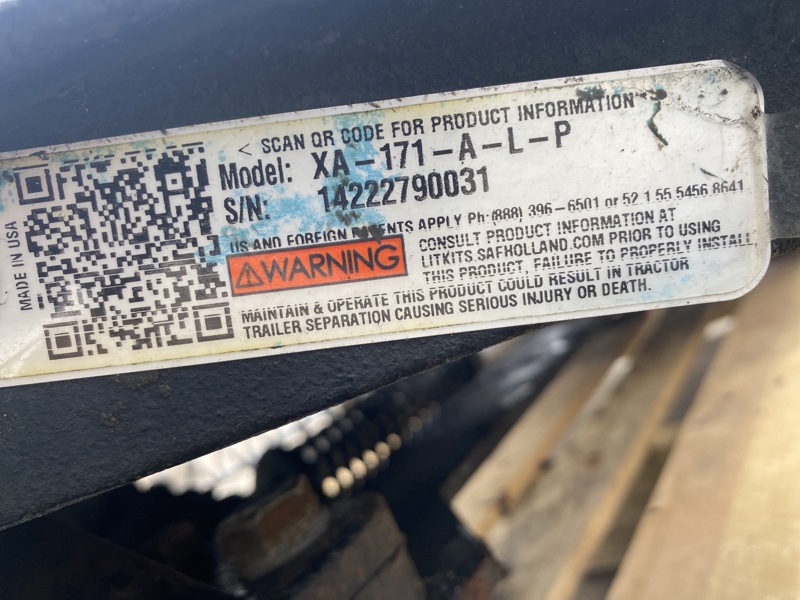 < SCAN QR CODE FOR PRODUCT INFORMATION
Model: XA-171-A-L-P
S/N: 14222790031
US AND FOREIGN PATENTS APPLY Ph:(888) 396-6501 or 52 1 55 5456 8641
⚠WARNING
CONSULT PRODUCT INFORMATION AT
LITKITS.SAFHOLLAND.COM PRIOR TO USING
THIS PRODUCT, FAILURE TO PROPERLY INSTALL,
MAINTAIN & OPERATE THIS PRODUCT COULD RESULT IN TRACTOR
TRAILER SEPARATION CAUSING SERIOUS INJURY OR DEATH.
MADE IN USA